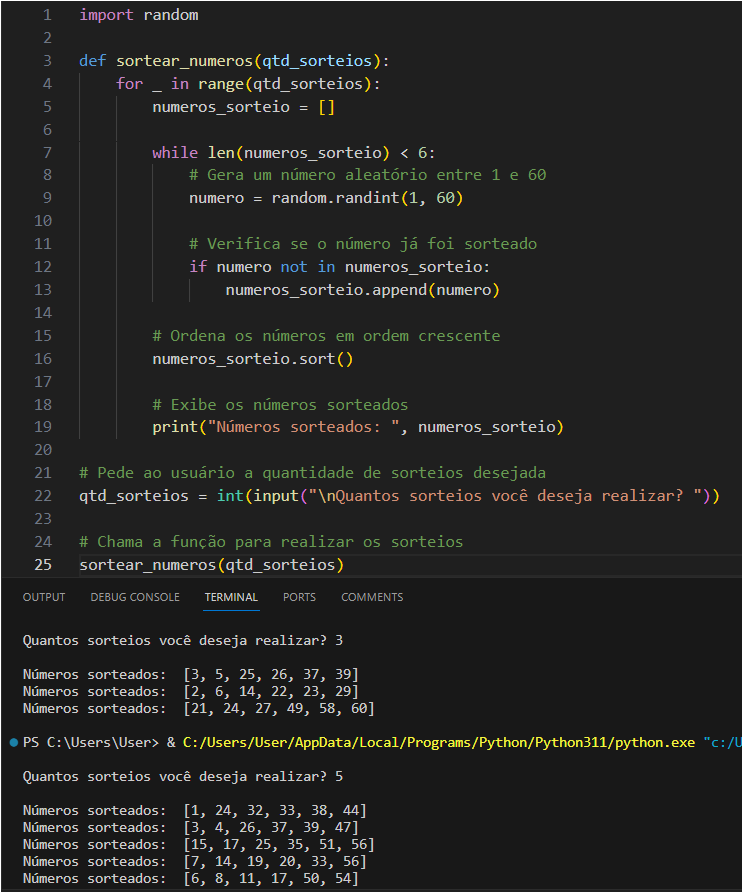 1 import random
2
3 def sortear_numeros(qtd_sorteios):
4     for _ in range(qtd_sorteios):
5         numeros_sorteio = []
6
7         while len(numeros_sorteio) < 6:
8             # Gera um número aleatório entre 1 e 60
9             numero = random.randint(1, 60)
10
11             # Verifica se o número já foi sorteado
12             if numero not in numeros_sorteio:
13                 numeros_sorteio.append(numero)
14
15         # Ordena os números em ordem crescente
16         numeros_sorteio.sort()
17
18         # Exibe os números sorteados
19         print("Números sorteados: ", numeros_sorteio)
20
21 # Pede ao usuário a quantidade de sorteios desejada
22 qtd_sorteios = int(input("\nQuantos sorteios você deseja realizar? "))
23
24 # Chama a função para realizar os sorteios
25 sortear_numeros(qtd_sorteios)
OUTPUT DEBUG CONSOLE TERMINAL PORTS COMMENTS
Quantos sorteios você deseja realizar? 3
Números sorteados:  [3, 5, 25, 26, 37, 39]
Números sorteados:  [2, 6, 14, 22, 23, 29]
Números sorteados:  [21, 24, 27, 49, 58, 60]
PS C:\Users\User> & C:/Users/User/AppData/Local/Programs/Python/Python311/python.exe "c:/U
Quantos sorteios você deseja realizar? 5
Números sorteados:  [1, 24, 32, 33, 38, 44]
Números sorteados:  [3, 4, 26, 37, 39, 47]
Números sorteados:  [15, 17, 25, 35, 51, 56]
Números sorteados:  [7, 14, 19, 20, 33, 56]
Números sorteados:  [6, 8, 11, 17, 50, 54]